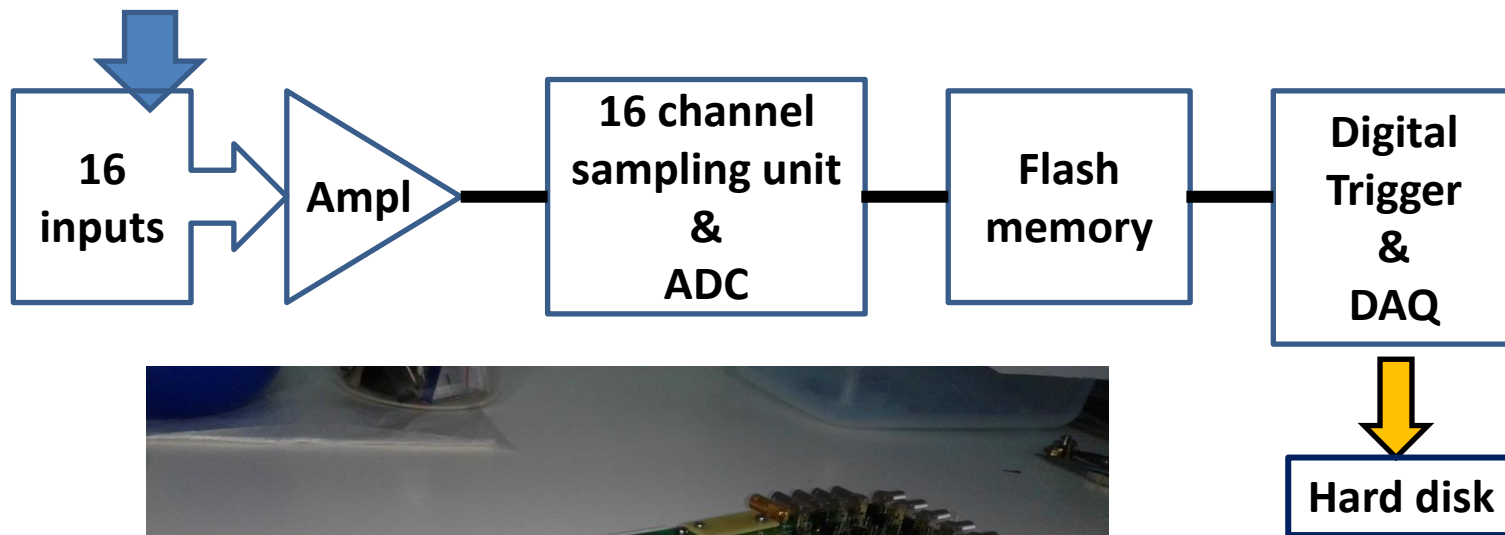 16
inputs
Ampl
16 channel
sampling unit
&
ADC
Flash
memory
Digital
Trigger
&
DAQ
Hard disk